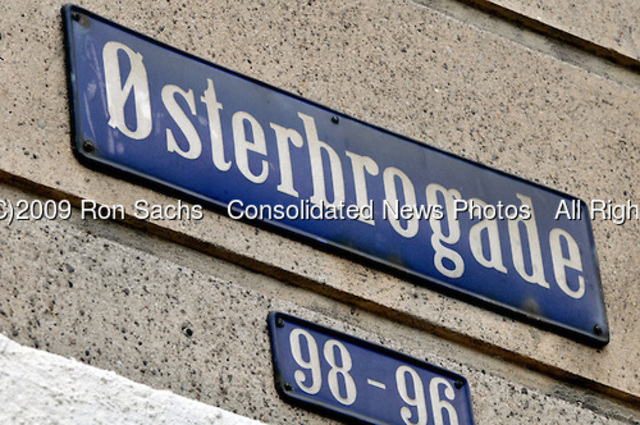 Østerbrogade
C)2009 Ron Sachs Consolidated News Photos All Righ
98-96